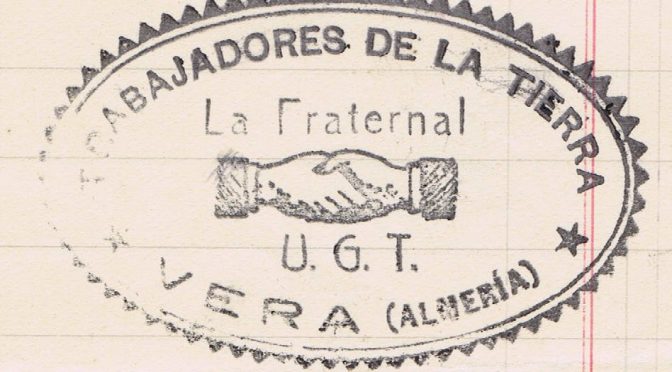 TRABAJADORES DE LA TIERRA
La Fraternal
U. G. T.
VERA (ALMERÍA)